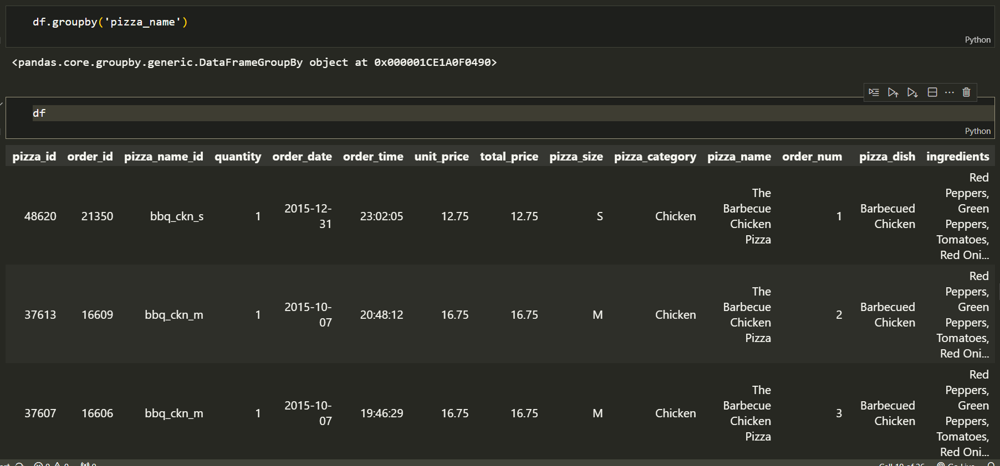 df.groupby('pizza_name')
Python
<pandas.core.groupby.generic.DataFrameGroupBy object at 0x000001CE1A0F0490>
df
Python
pizza_id order_id pizza_name_id quantity order_date order_time unit_price total_price pizza_size pizza_category pizza_name order_num pizza_dish ingredients
48620 21350 bbq_ckn_s 1 2015-12-31 23:02:05 12.75 12.75 S Chicken The Barbecue Chicken Pizza 1 Barbecued Chicken Red Peppers, Green Peppers, Tomatoes, Red Oni...
37613 16609 bbq_ckn_m 1 2015-10-07 20:48:12 16.75 16.75 M Chicken The Barbecue Chicken Pizza 2 Barbecued Chicken Red Peppers, Green Peppers, Tomatoes, Red Oni...
37607 16606 bbq_ckn_m 1 2015-10-07 19:46:29 16.75 16.75 M Chicken The Barbecue Chicken Pizza 3 Barbecued Chicken Red Peppers, Green Peppers, Tomatoes, Red Oni...